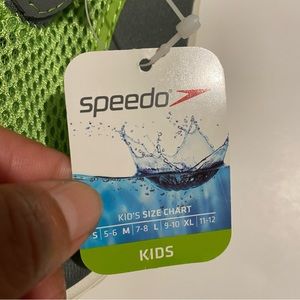 speedo
KID'S SIZE CHART
S | 5-6 | M | 7-8 | L | 9-10 | XL | 11-12
KIDS